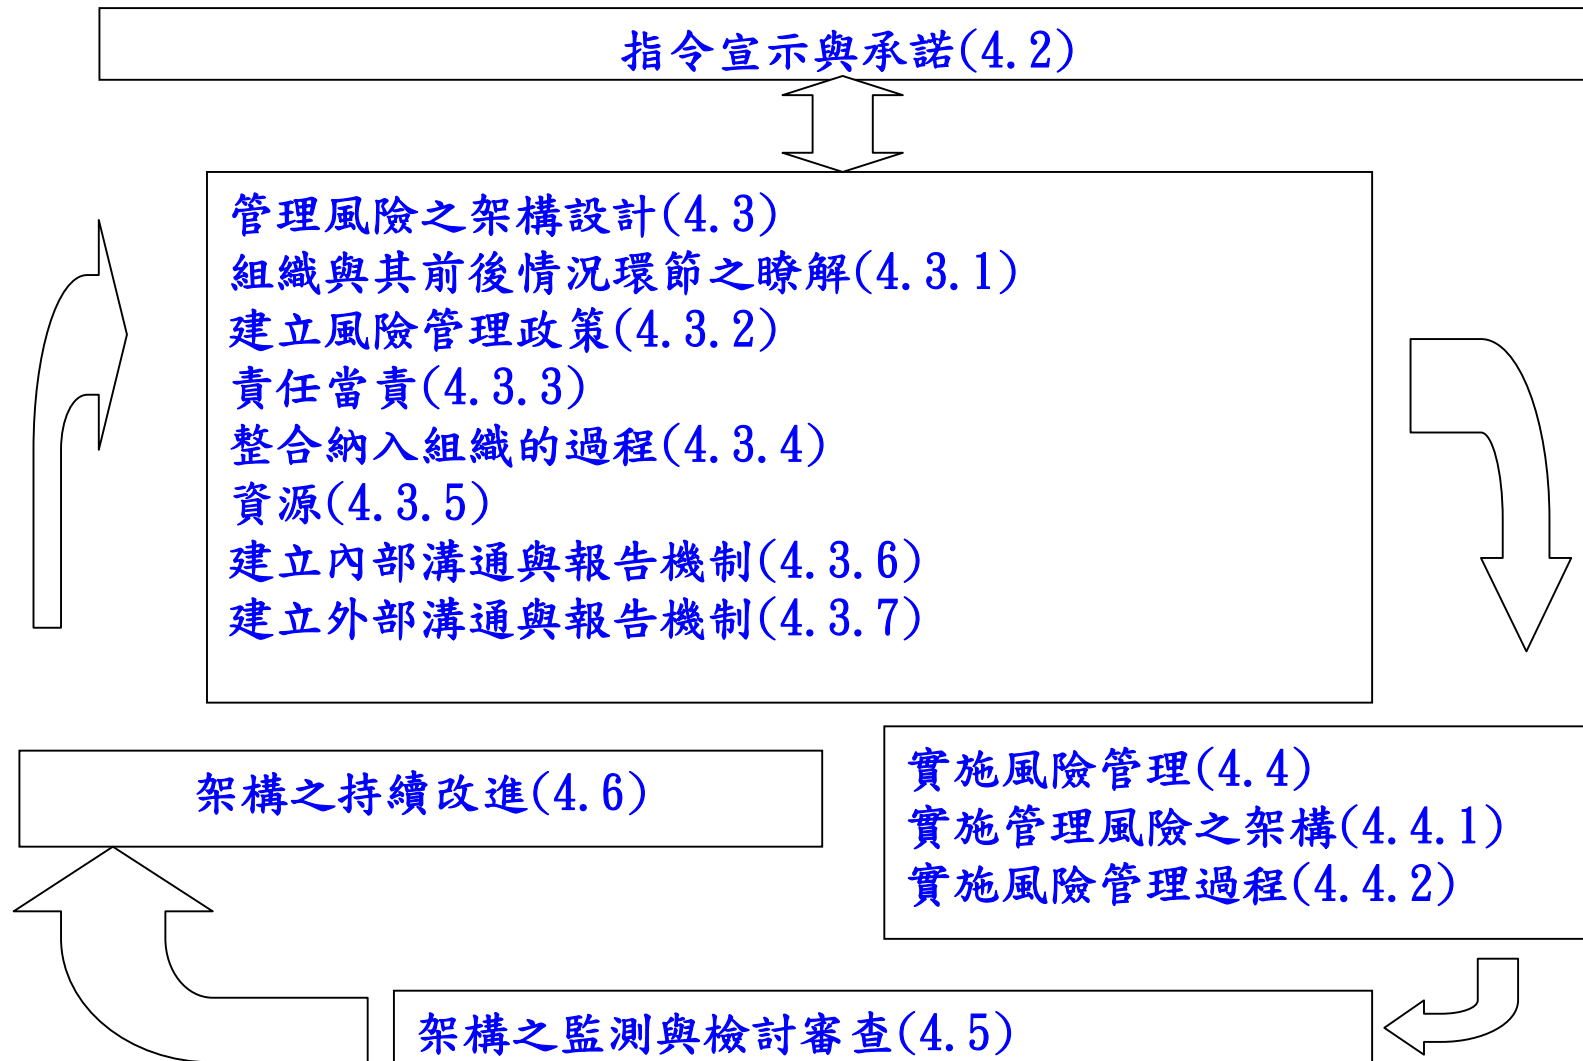 指令宣示與承諾(4.2)
管理風險之架構設計(4.3)
組織與其前後情況環節之瞭解(4.3.1)
建立風險管理政策(4.3.2)
責任當責(4.3.3)
整合納入組織的過程(4.3.4)
資源(4.3.5)
建立內部溝通與報告機制(4.3.6)
建立外部溝通與報告機制(4.3.7)
實施風險管理(4.4)
實施管理風險之架構(4.4.1)
實施風險管理過程(4.4.2)
架構之持續改進(4.6)
架構之監測與檢討審查(4.5)